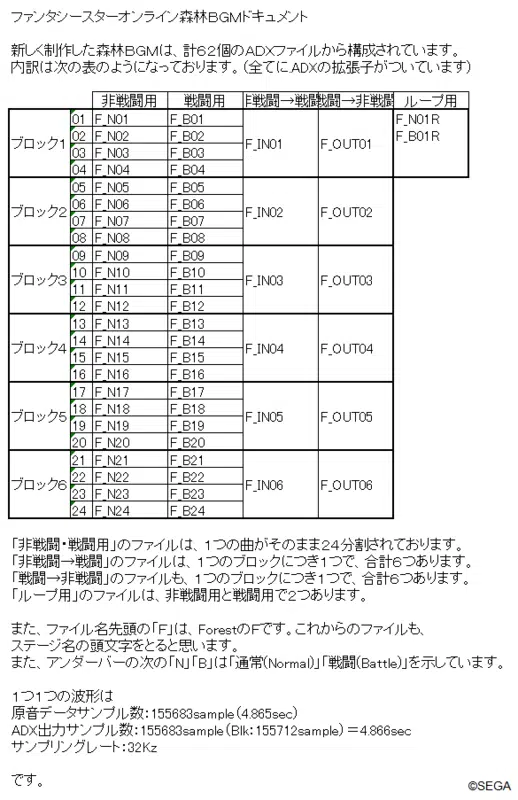 ファンタシースターオンライン森林BGMドキュメント
新しく制作した森林BGMは、計62個のADXファイルから構成されています。
内訳は次の表のようになっております。（全てに.ADXの拡張子がついています）
非戦闘用 戦闘用 非戦闘→戦闘 戦闘→非戦闘 ループ用
ブロック1 01 F_N01 F_B01 F_IN01 F_OUT01 F_N01R
02 F_N02 F_B02 F_B01R
03 F_N03 F_B03
04 F_N04 F_B04
ブロック2 05 F_N05 F_B05 F_IN02 F_OUT02
06 F_N06 F_B06
07 F_N07 F_B07
08 F_N08 F_B08
ブロック3 09 F_N09 F_B09 F_IN03 F_OUT03
10 F_N10 F_B10
11 F_N11 F_B11
12 F_N12 F_B12
ブロック4 13 F_N13 F_B13 F_IN04 F_OUT04
14 F_N14 F_B14
15 F_N15 F_B15
16 F_N16 F_B16
ブロック5 17 F_N17 F_B17 F_IN05 F_OUT05
18 F_N18 F_B18
19 F_N19 F_B19
20 F_N20 F_B20
ブロック6 21 F_N21 F_B21 F_IN06 F_OUT06
22 F_N22 F_B22
23 F_N23 F_B23
24 F_N24 F_B24
「非戦闘・戦闘用」のファイルは、1つの曲がそのまま24分割されております。
「非戦闘→戦闘」のファイルは、1つのブロックにつき1つで、合計6つあります。
「戦闘→非戦闘」のファイルも、1つのブロックにつき1つで、合計6つあります。
「ループ用」のファイルは、非戦闘用と戦闘用で2つあります。
また、ファイル名先頭の「F」は、ForestのFです。これからのファイルも、
ステージ名の頭文字をとると思います。
また、アンダーバーの次の「N」「B」は「通常(Normal)」「戦闘(Battle)」を示しています。
1つ1つの波形は
原音データサンプル数：155683sample（4.865sec）
ADX出力サンプル数：155683sample（Blk：155712sample）＝4.866sec
サンプリングレート：32Kz
です。
©SEGA